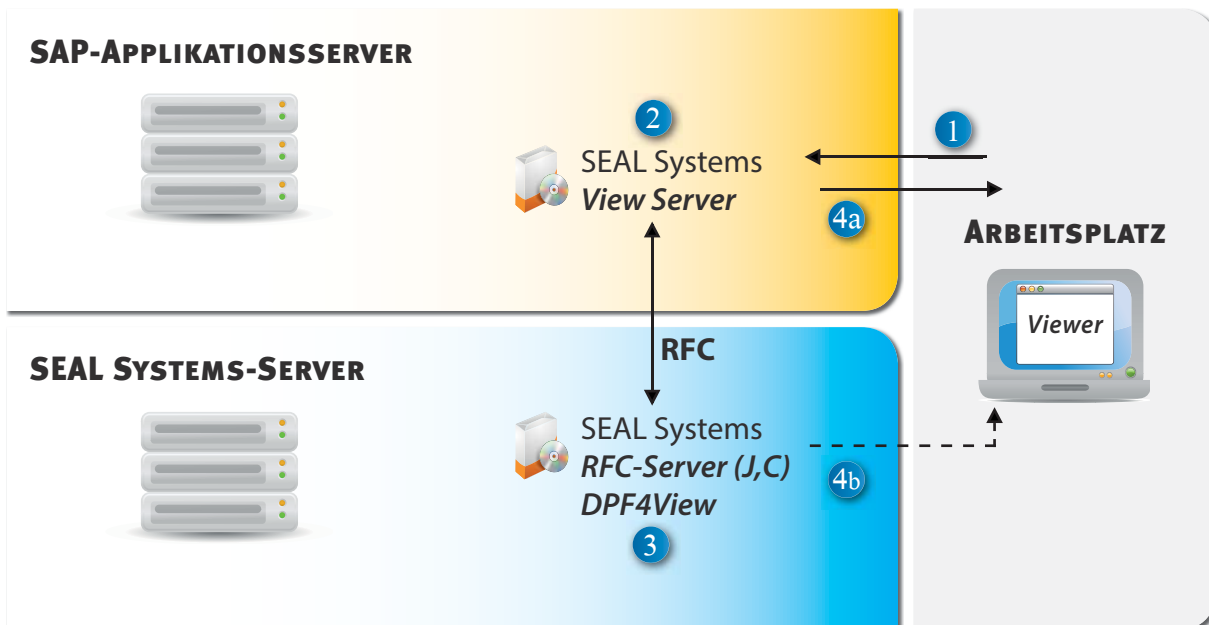 SAP-Applikationsserver
2
1
SEAL Systems
View Server
4a
Arbeitsplatz
Viewer
RFC
SEAL Systems-Server
SEAL Systems
RFC-Server (J,C)
DPF4View
4b
3